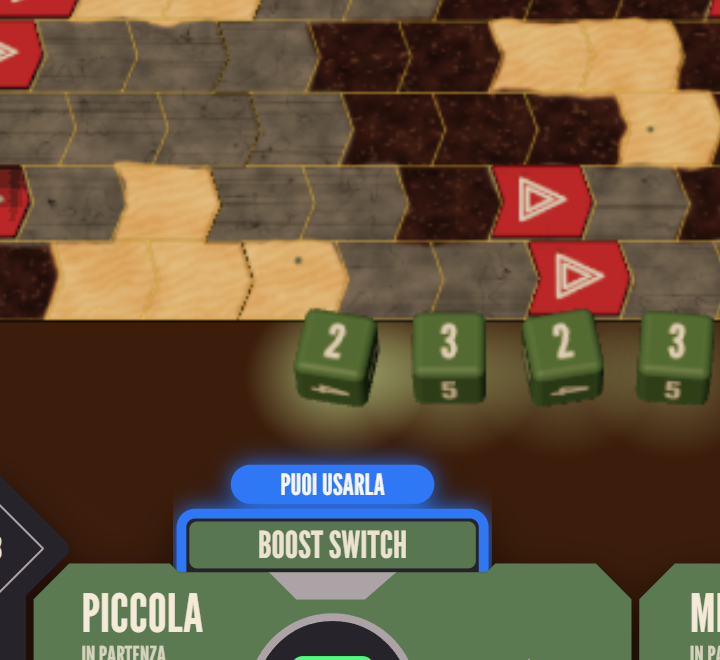 2 3 2 3
5 5
PUOI USARLA
BOOST SWITCH
PICCOLA
IN PARTENZA